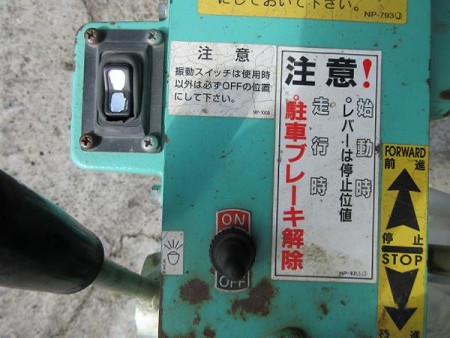 にしておいて下さい。
NP-793
注意
振動スイッチは使用時
以外は必ずOFFの位置
にして下さい。
注意!
始動時
・レバーは停止位値
走行時
・駐車ブレーキ解除
FORWARD
前進
停止
STOP
ON
OFF